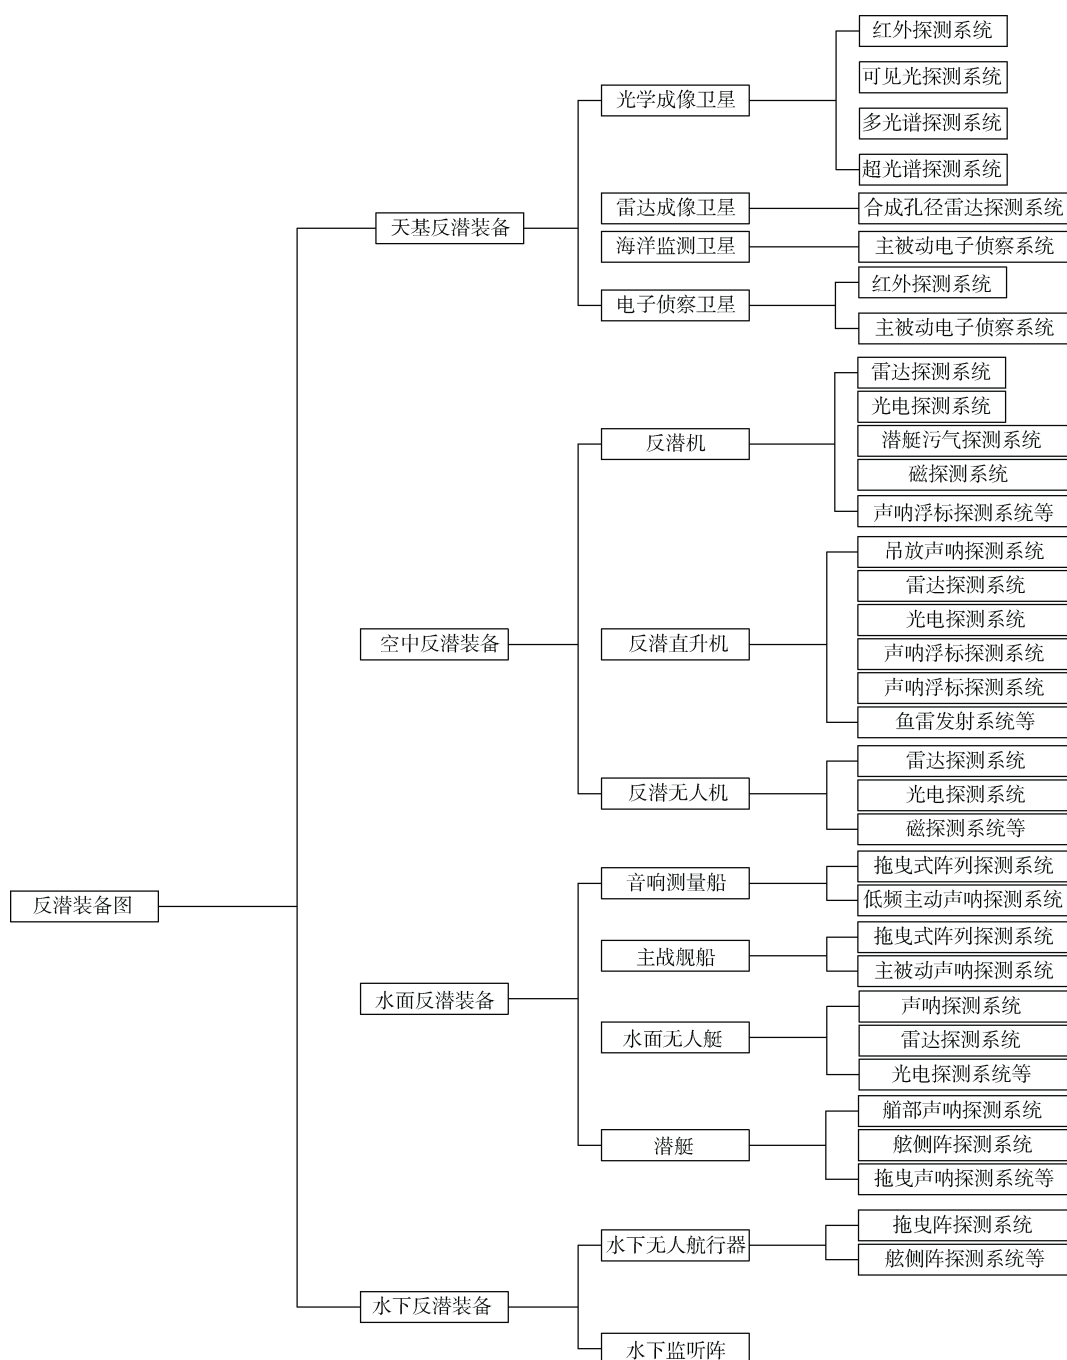 反潜装备图
天基反潜装备
光学成像卫星
红外探测系统
可见光探测系统
多光谱探测系统
超光谱探测系统
雷达成像卫星
合成孔径雷达探测系统
海洋监测卫星
主被动电子侦察系统
电子侦察卫星
红外探测系统
主被动电子侦察系统
空中反潜装备
反潜机
雷达探测系统
光电探测系统
潜艇污气探测系统
磁探测系统
声呐浮标探测系统等
反潜直升机
吊放声呐探测系统
雷达探测系统
光电探测系统
声呐浮标探测系统
声呐浮标探测系统
鱼雷发射系统等
反潜无人机
雷达探测系统
光电探测系统
磁探测系统等
水面反潜装备
音响测量船
拖曳式阵列探测系统
低频主动声呐探测系统
主战舰船
拖曳式阵列探测系统
主被动声呐探测系统
水面无人艇
声呐探测系统
雷达探测系统
光电探测系统等
潜艇
艏部声呐探测系统
舷侧阵探测系统
拖曳声呐探测系统等
水下反潜装备
水下无人航行器
拖曳阵探测系统
舷侧阵探测系统等
水下监听阵